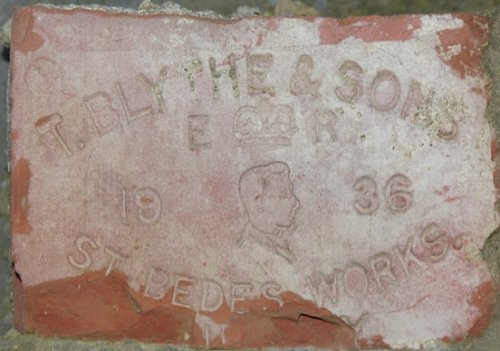 T. BLYTHE & SONS
E R
19 36
ST. BEDES WORKS.